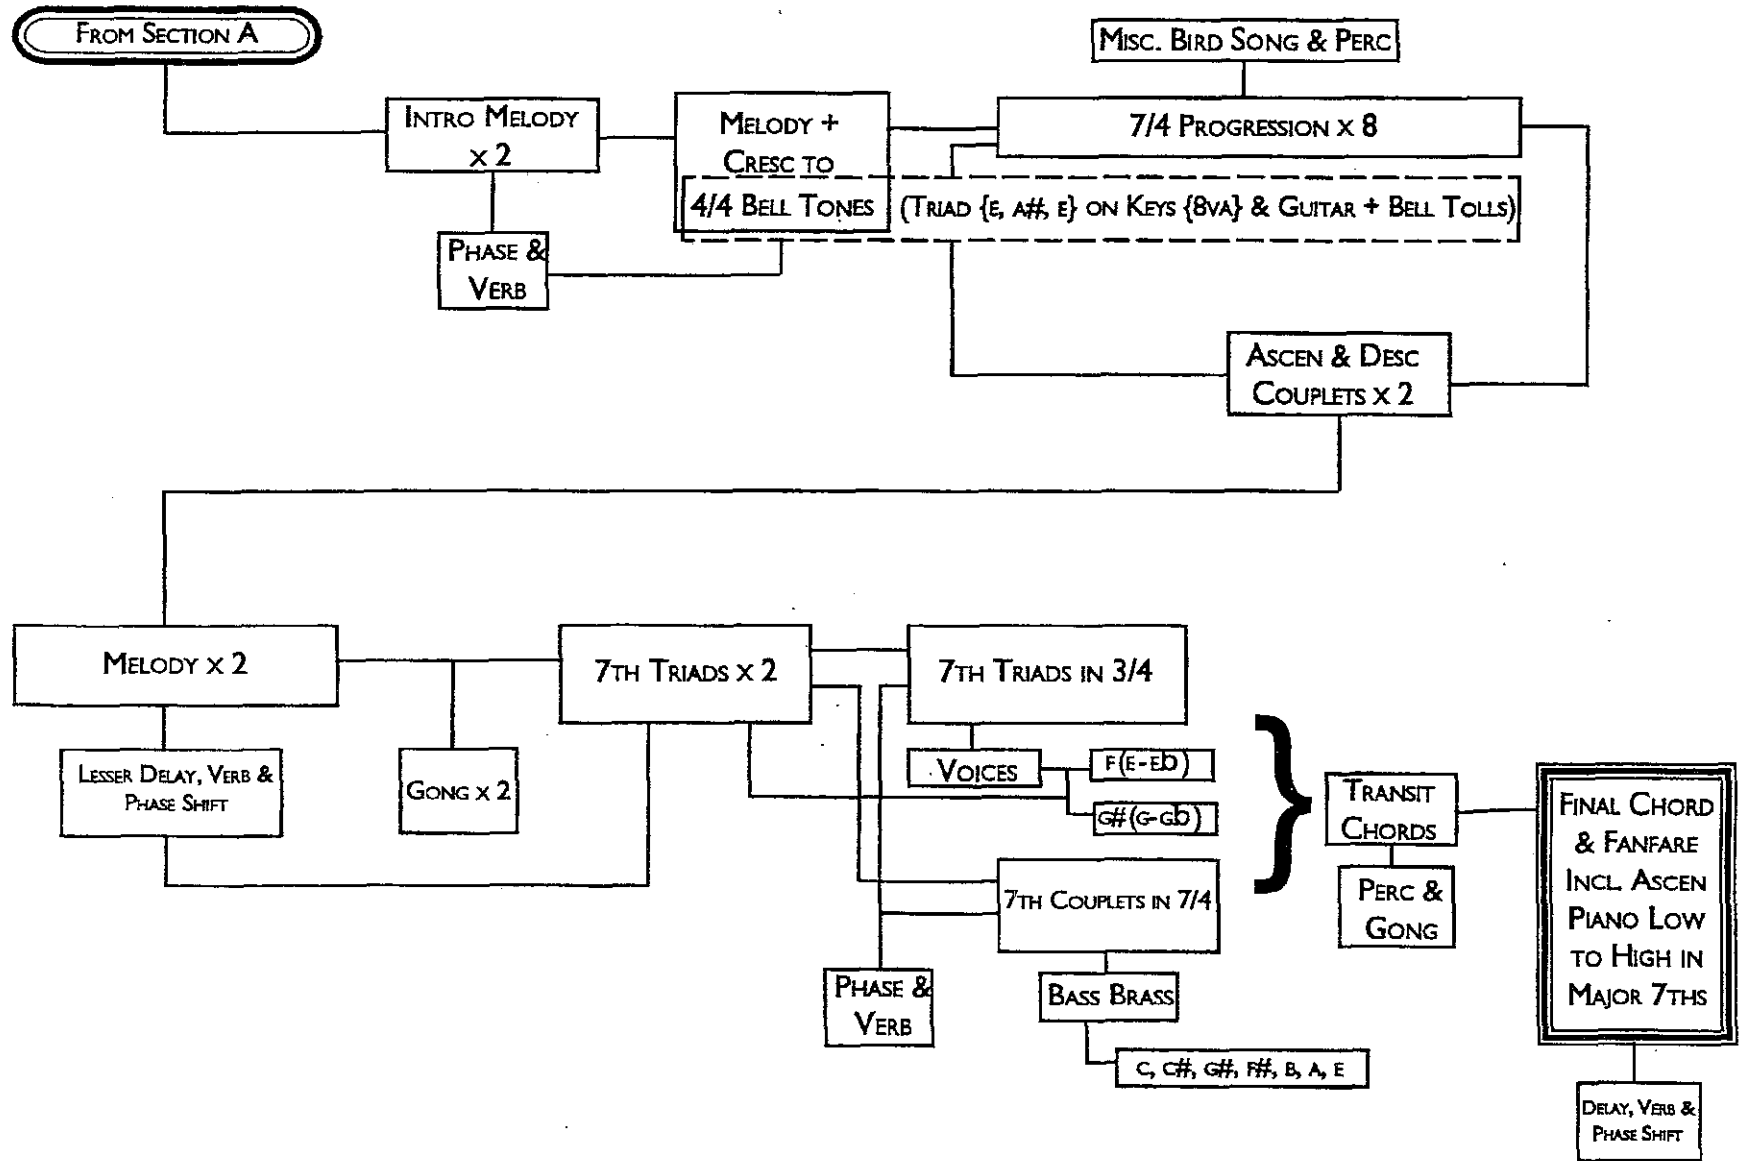 From Section A
Misc. Bird Song & Perc
Intro Melody
x 2
Melody +
Cresc to
4/4 Bell Tones
7/4 Progression x 8
(Triad {E, A#, E} on Keys {8va} & Guitar + Bell Tolls)
Phase &
Verb
Ascen & Desc
Couplets x 2
Melody x 2
7th Triads x 2
7th Triads in 3/4
Lesser Delay, Verb &
Phase Shift
Gong x 2
Voices
F (E-Eb)
G# (G-Gb)
7th Couplets in 7/4
Phase &
Verb
Bass Brass
C, C#, G#, F#, B, A, E
}
Transit
Chords
Perc &
Gong
Final Chord
& Fanfare
Incl. Ascen
Piano Low
to High in
Major 7ths
Delay, Verb &
Phase Shift